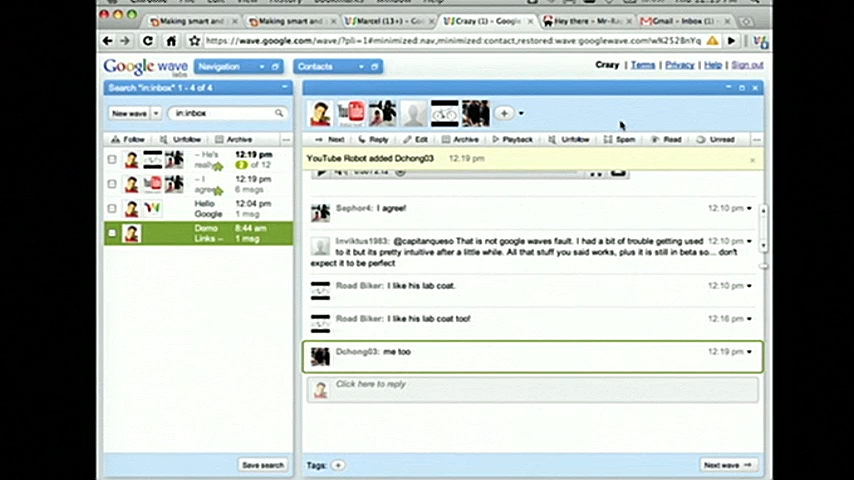 Making smart and
Making smart and
Marcel (13+) – Goo
Crazy (1) – Google
Hey there – Mr-R
Gmail – Inbox (1)
https://wave.google.com/wave/?pli=1#minimized:nav,minimized:contact,restored:wave:googlewave.com!w%252BnYq
Google wave
labs
Navigation
Contacts
Crazy | Terms | Privacy | Help | Sign out
Search "in:inbox" 1 - 4 of 4
New wave
in:inbox
Follow
Unfollow
Archive
– He's
really
12:19 pm
2 of 12
– I
agree
12:19 pm
6 msgs
Hello
Google
12:04 pm
1 msg
Demo
Links –
8:44 am
1 msg
Save search
Next
Reply
Edit
Archive
Playback
Unfollow
Spam
Read
Unread
YouTube Robot added Dchong03 12:19 pm
Sephor4: I agree! 12:10 pm
Inviktus1983: @capitanqueso That is not google waves fault. I had a bit of trouble getting used 12:10 pm
to it but its pretty intuitive after a little while. All that stuff you said works, plus it is still in beta so... don't
expect it to be perfect
Road Biker: I like his lab coat. 12:10 pm
Road Biker: I like his lab coat too! 12:16 pm
Dchong03: me too 12:19 pm
Click here to reply
Tags:
Next wave